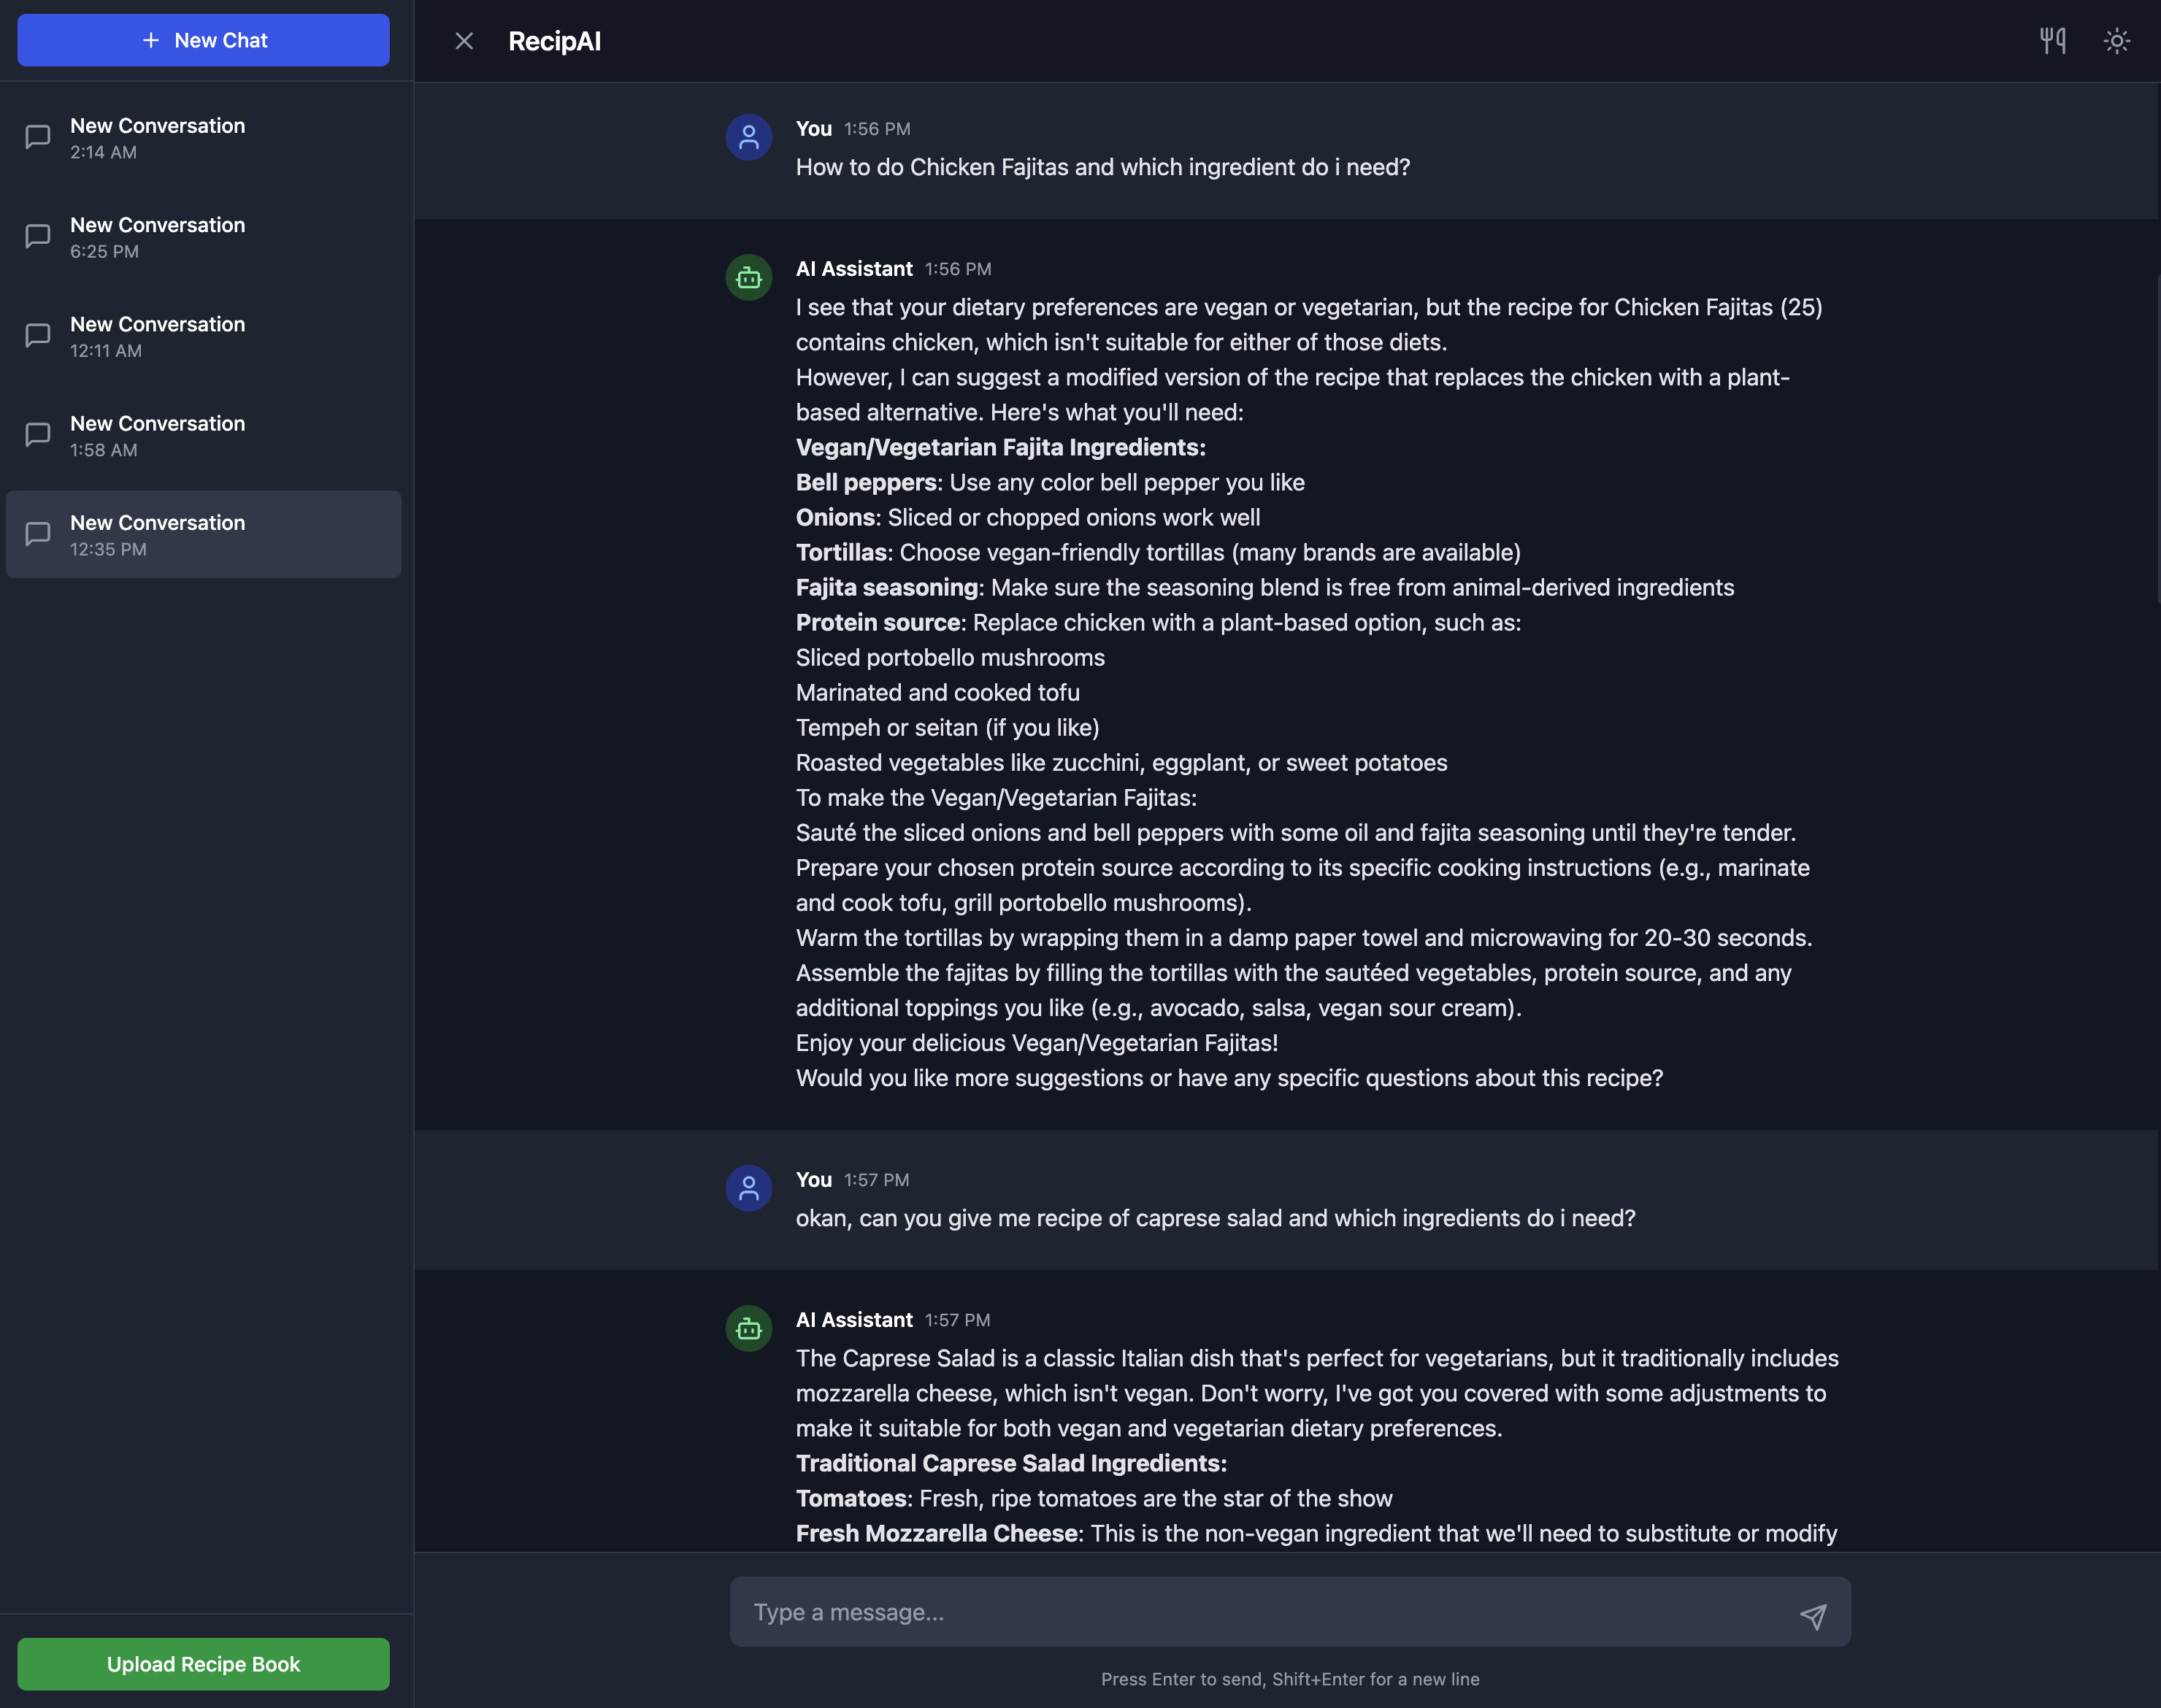 New Chat
New Conversation
2:14 AM
New Conversation
6:25 PM
New Conversation
12:11 AM
New Conversation
1:58 AM
New Conversation
12:35 PM
Upload Recipe Book
RecipAI
You 1:56 PM
How to do Chicken Fajitas and which ingredient do i need?
AI Assistant 1:56 PM
I see that your dietary preferences are vegan or vegetarian, but the recipe for Chicken Fajitas (25)
contains chicken, which isn't suitable for either of those diets.
However, I can suggest a modified version of the recipe that replaces the chicken with a plant-
based alternative. Here's what you'll need:
Vegan/Vegetarian Fajita Ingredients:
Bell peppers: Use any color bell pepper you like
Onions: Sliced or chopped onions work well
Tortillas: Choose vegan-friendly tortillas (many brands are available)
Fajita seasoning: Make sure the seasoning blend is free from animal-derived ingredients
Protein source: Replace chicken with a plant-based option, such as:
Sliced portobello mushrooms
Marinated and cooked tofu
Tempeh or seitan (if you like)
Roasted vegetables like zucchini, eggplant, or sweet potatoes
To make the Vegan/Vegetarian Fajitas:
Sauté the sliced onions and bell peppers with some oil and fajita seasoning until they're tender.
Prepare your chosen protein source according to its specific cooking instructions (e.g., marinate
and cook tofu, grill portobello mushrooms).
Warm the tortillas by wrapping them in a damp paper towel and microwaving for 20-30 seconds.
Assemble the fajitas by filling the tortillas with the sautéed vegetables, protein source, and any
additional toppings you like (e.g., avocado, salsa, vegan sour cream).
Enjoy your delicious Vegan/Vegetarian Fajitas!
Would you like more suggestions or have any specific questions about this recipe?
You 1:57 PM
okan, can you give me recipe of caprese salad and which ingredients do i need?
AI Assistant 1:57 PM
The Caprese Salad is a classic Italian dish that's perfect for vegetarians, but it traditionally includes
mozzarella cheese, which isn't vegan. Don't worry, I've got you covered with some adjustments to
make it suitable for both vegan and vegetarian dietary preferences.
Traditional Caprese Salad Ingredients:
Tomatoes: Fresh, ripe tomatoes are the star of the show
Fresh Mozzarella Cheese: This is the non-vegan ingredient that we'll need to substitute or modify
Type a message...
Press Enter to send, Shift+Enter for a new line